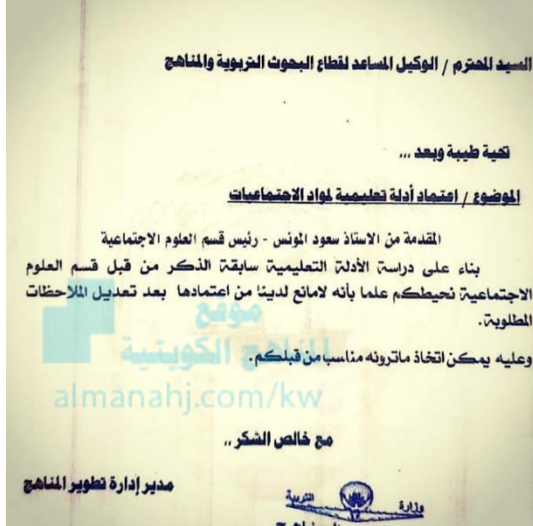 السيد المحترم / الوكيل المساعد لقطاع البحوث التربوية والمناهج
تحية طيبة وبعد ...
الموضوع / اعتماد أدلة تعليمية لمواد الاجتماعيات
المقدمة من الاستاذ سعود المونس - رئيس قسم العلوم الاجتماعية
بناء على دراسة الأدلة التعليمية سابقة الذكر من قبل قسم العلوم
الاجتماعية نحيطكم علما بأنه لامانع لدينا من اعتمادها بعد تعديل الملاحظات
المطلوبة.
موقع
المناهج الكويتية
وعليه يمكن اتخاذ ماترونه مناسب من قبلكم.
almanahj.com/kw
مع خالص الشكر ,,
مدير إدارة تطوير المناهج
وزارة التربية